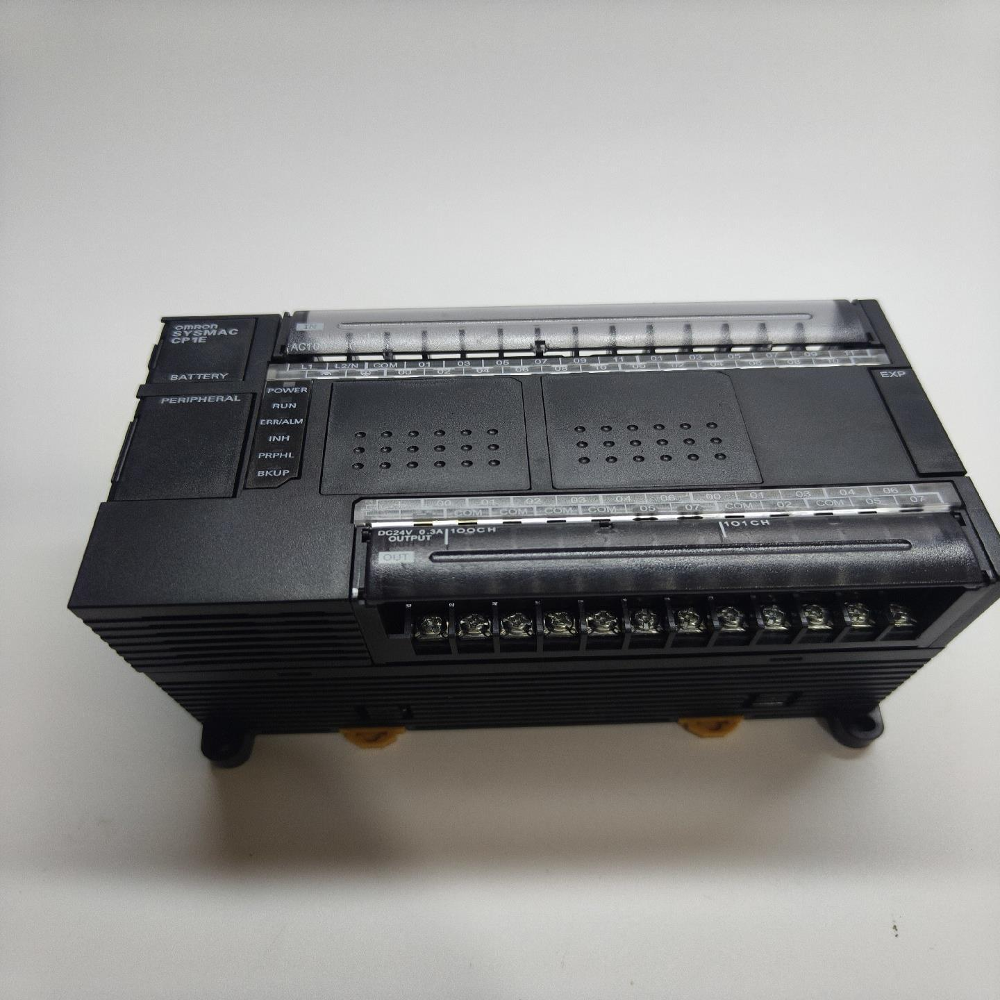 omron
SYSMAC
CP1E
BATTERY
PERIPHERAL
IN
AC10
L1 L2/N COM 01 03 05 07 09 11 01 03 05 07 09 11
00 02 04 06 08 10 00 02 04 06 08 10
POWER
RUN
ERR/ALM
INH
PRPHL
BKUP
EXP
00 01 02 03 04 06 00 01 03 04 06
COM COM COM COM 05 07 COM 02 COM 05 07
DC24V 0.3A
OUTPUT
100CH
101CH
OUT